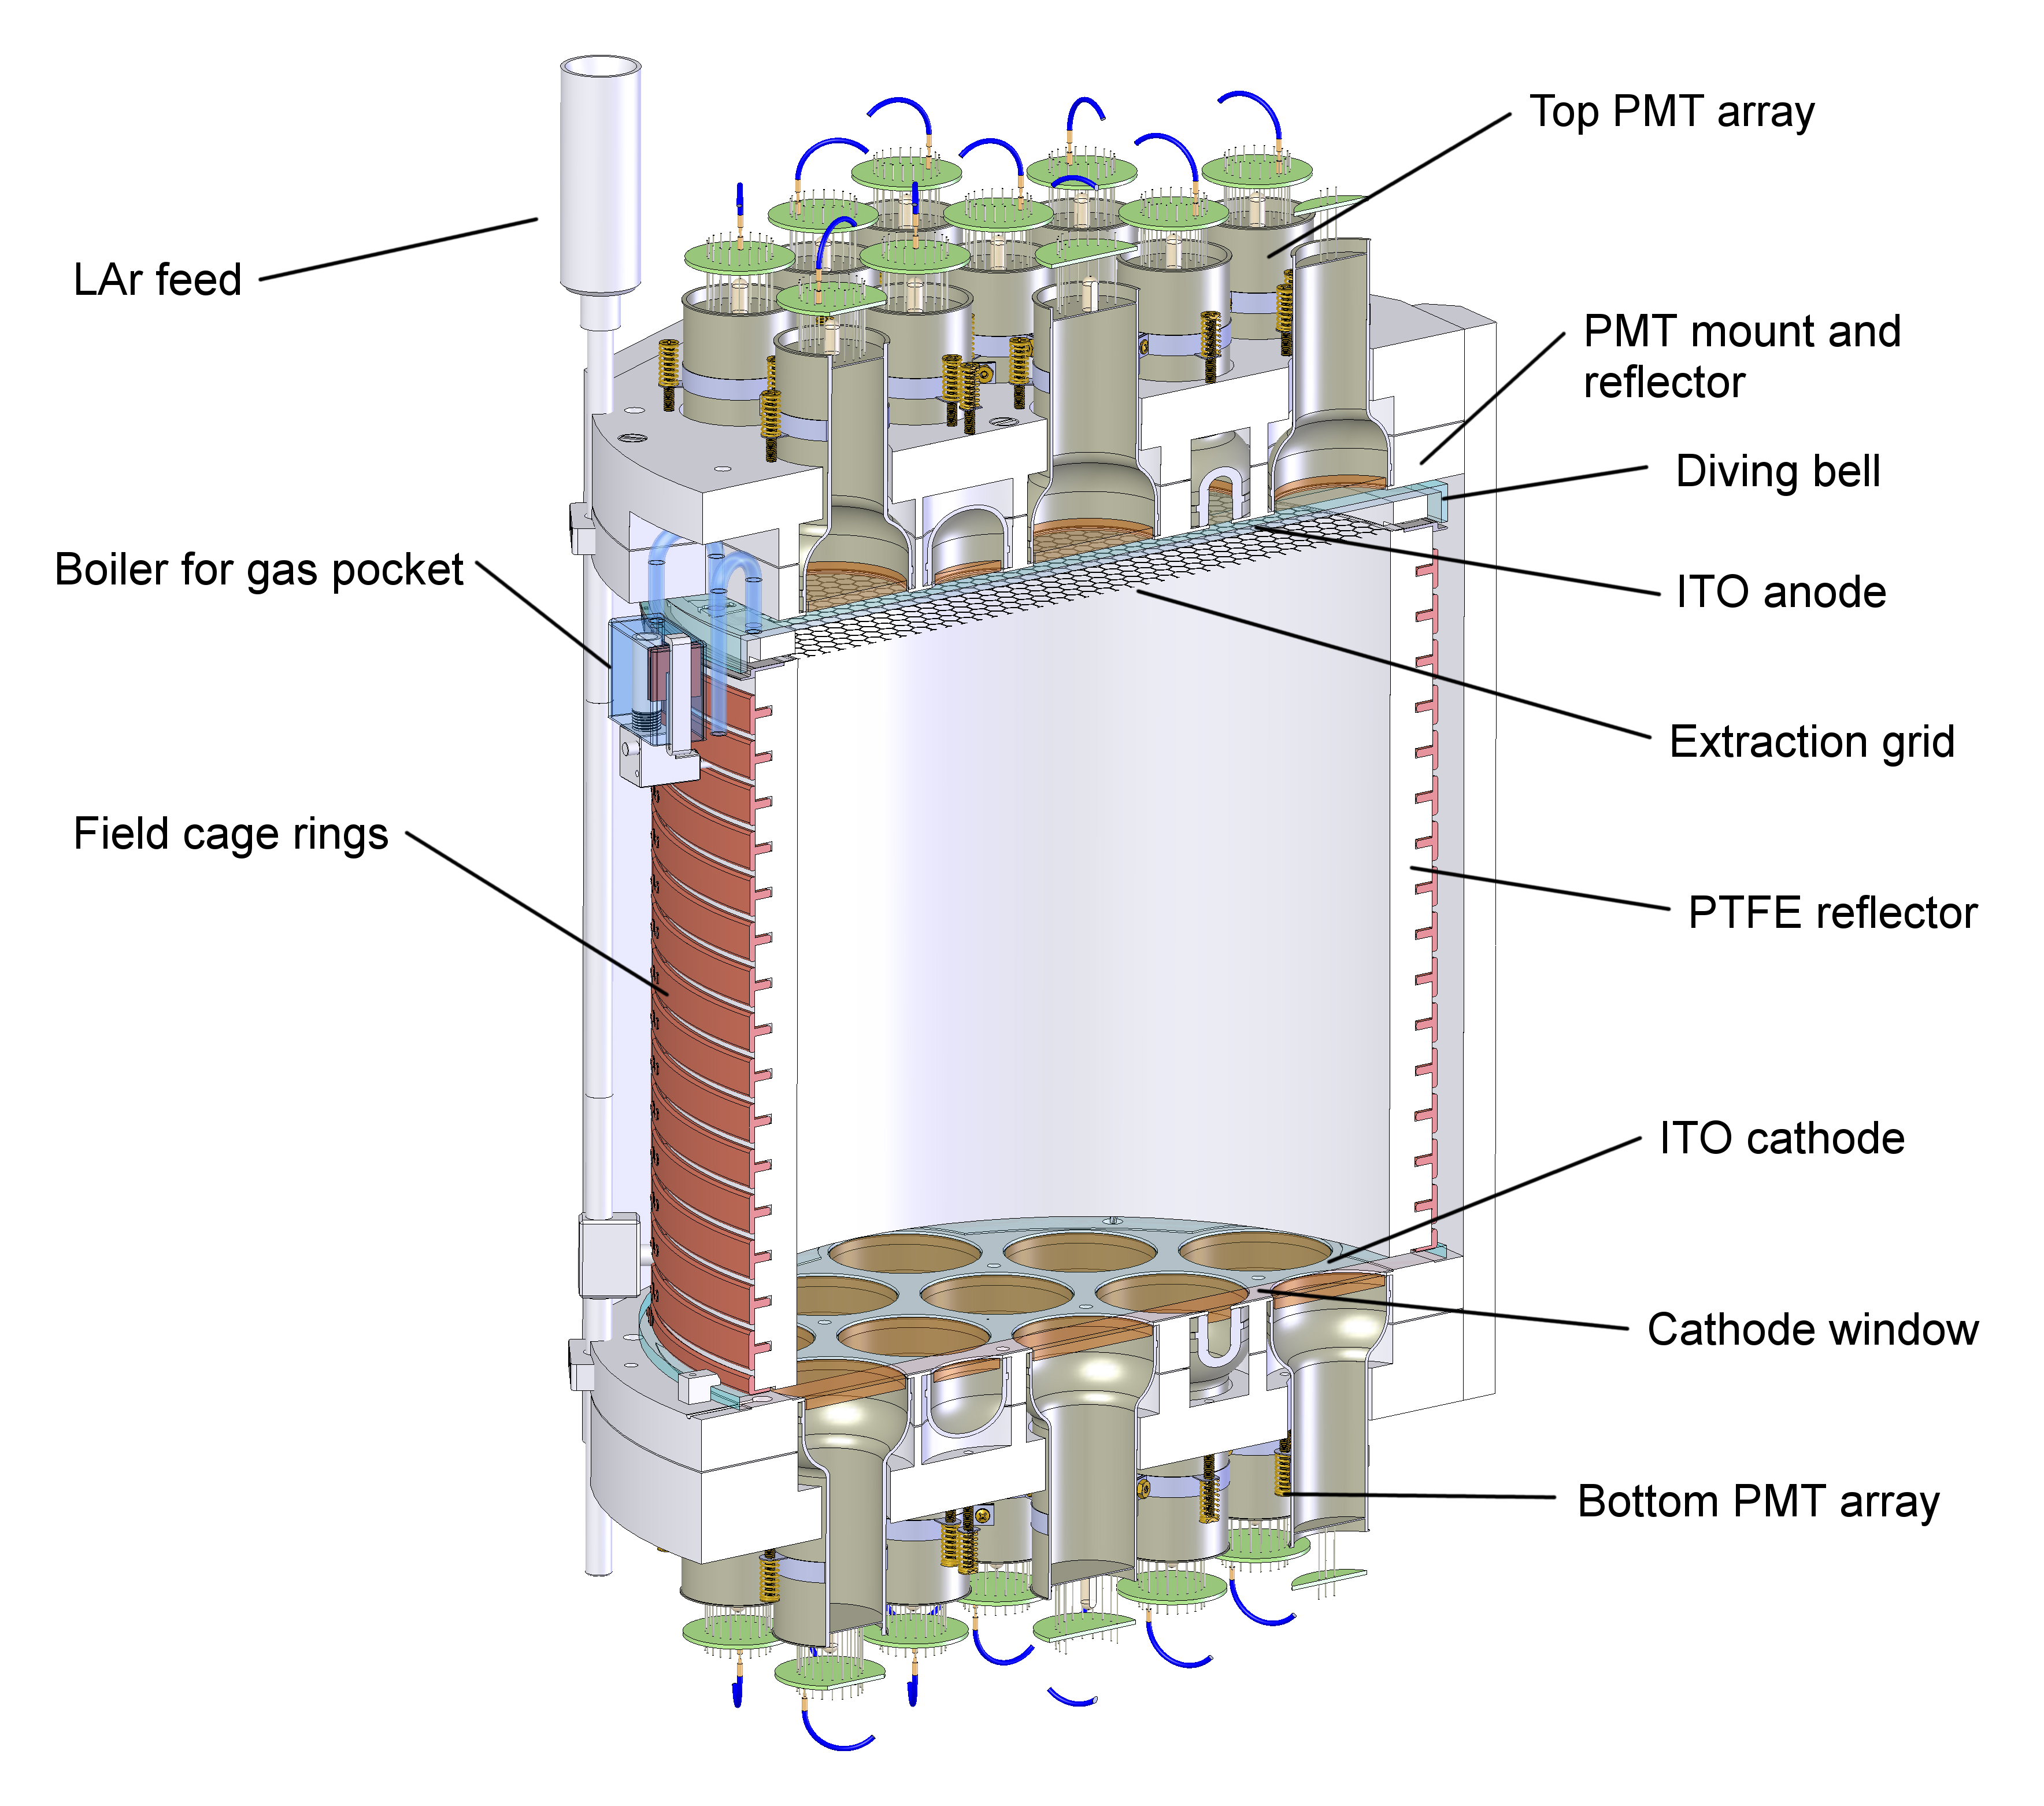 Top PMT array
LAr feed
PMT mount and
reflector
Diving bell
Boiler for gas pocket
ITO anode
Extraction grid
Field cage rings
PTFE reflector
ITO cathode
Cathode window
Bottom PMT array